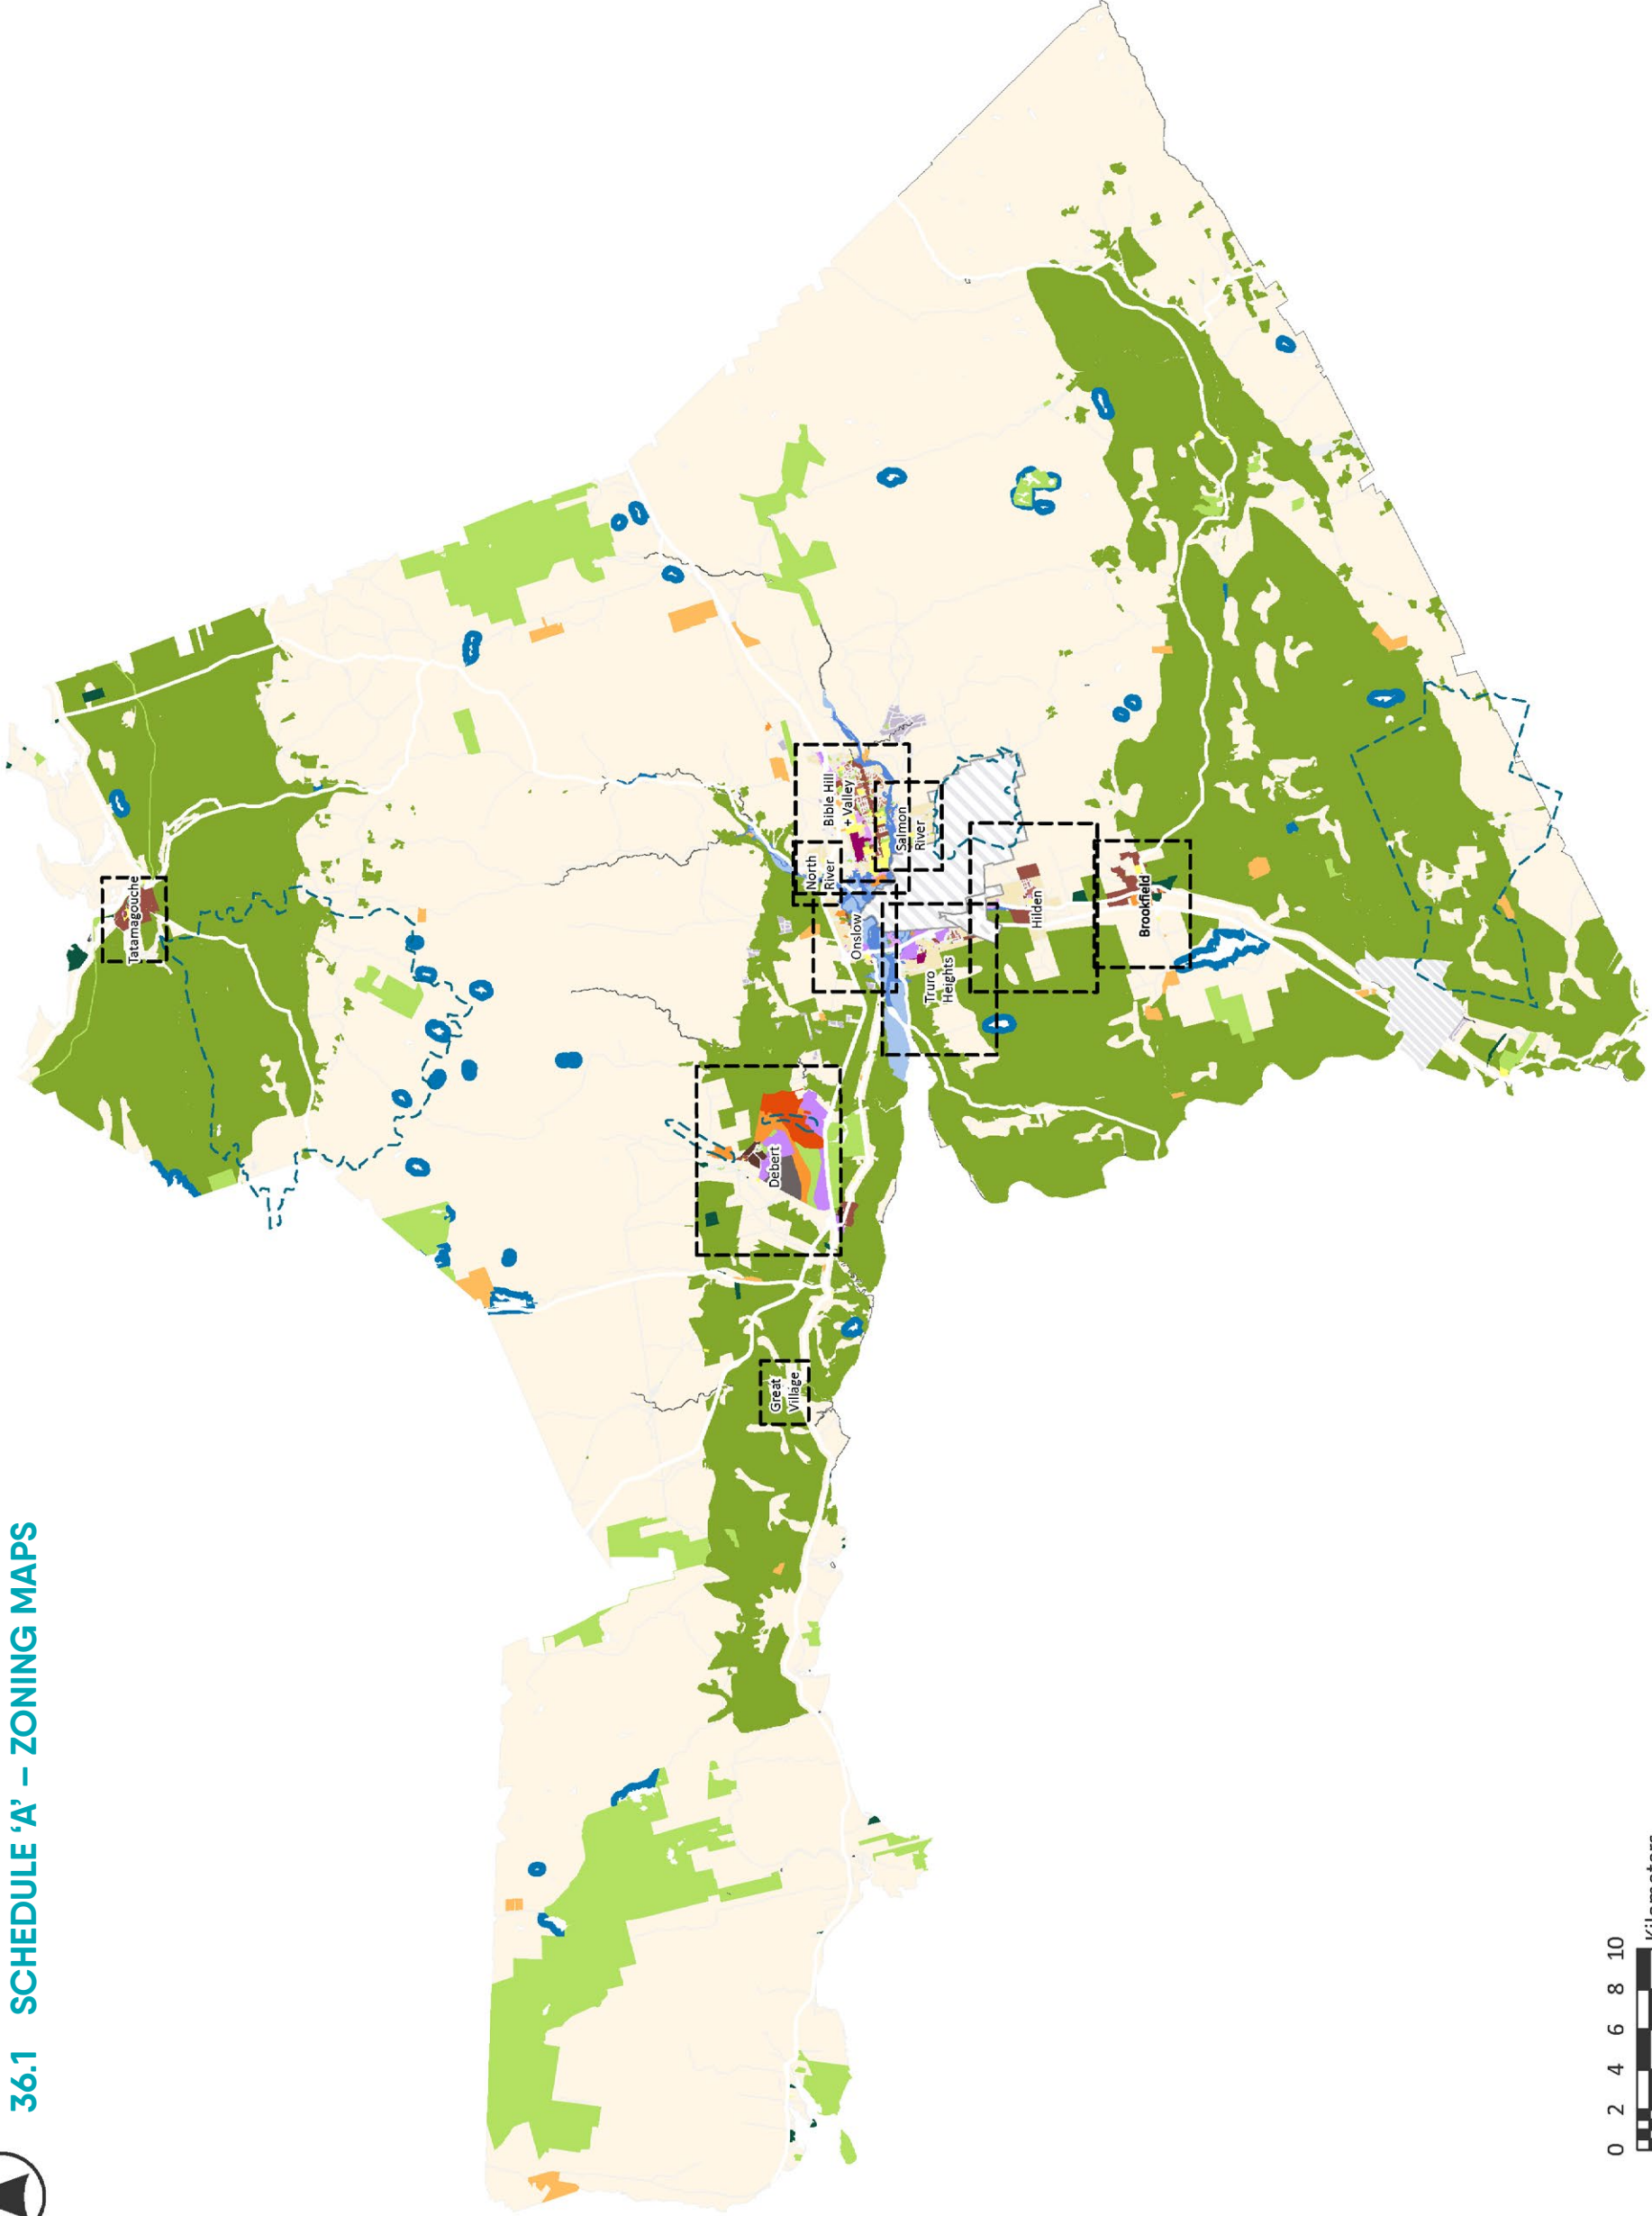 36.1 SCHEDULE ‘A’ – ZONING MAPS
Tatamagouche
Bible Hill
+ Valley
North
River
Salmon
River
Onslow
Truro
Heights
Hilden
Brookfield
Debert
Great
Village
0 2 4 6 8 10